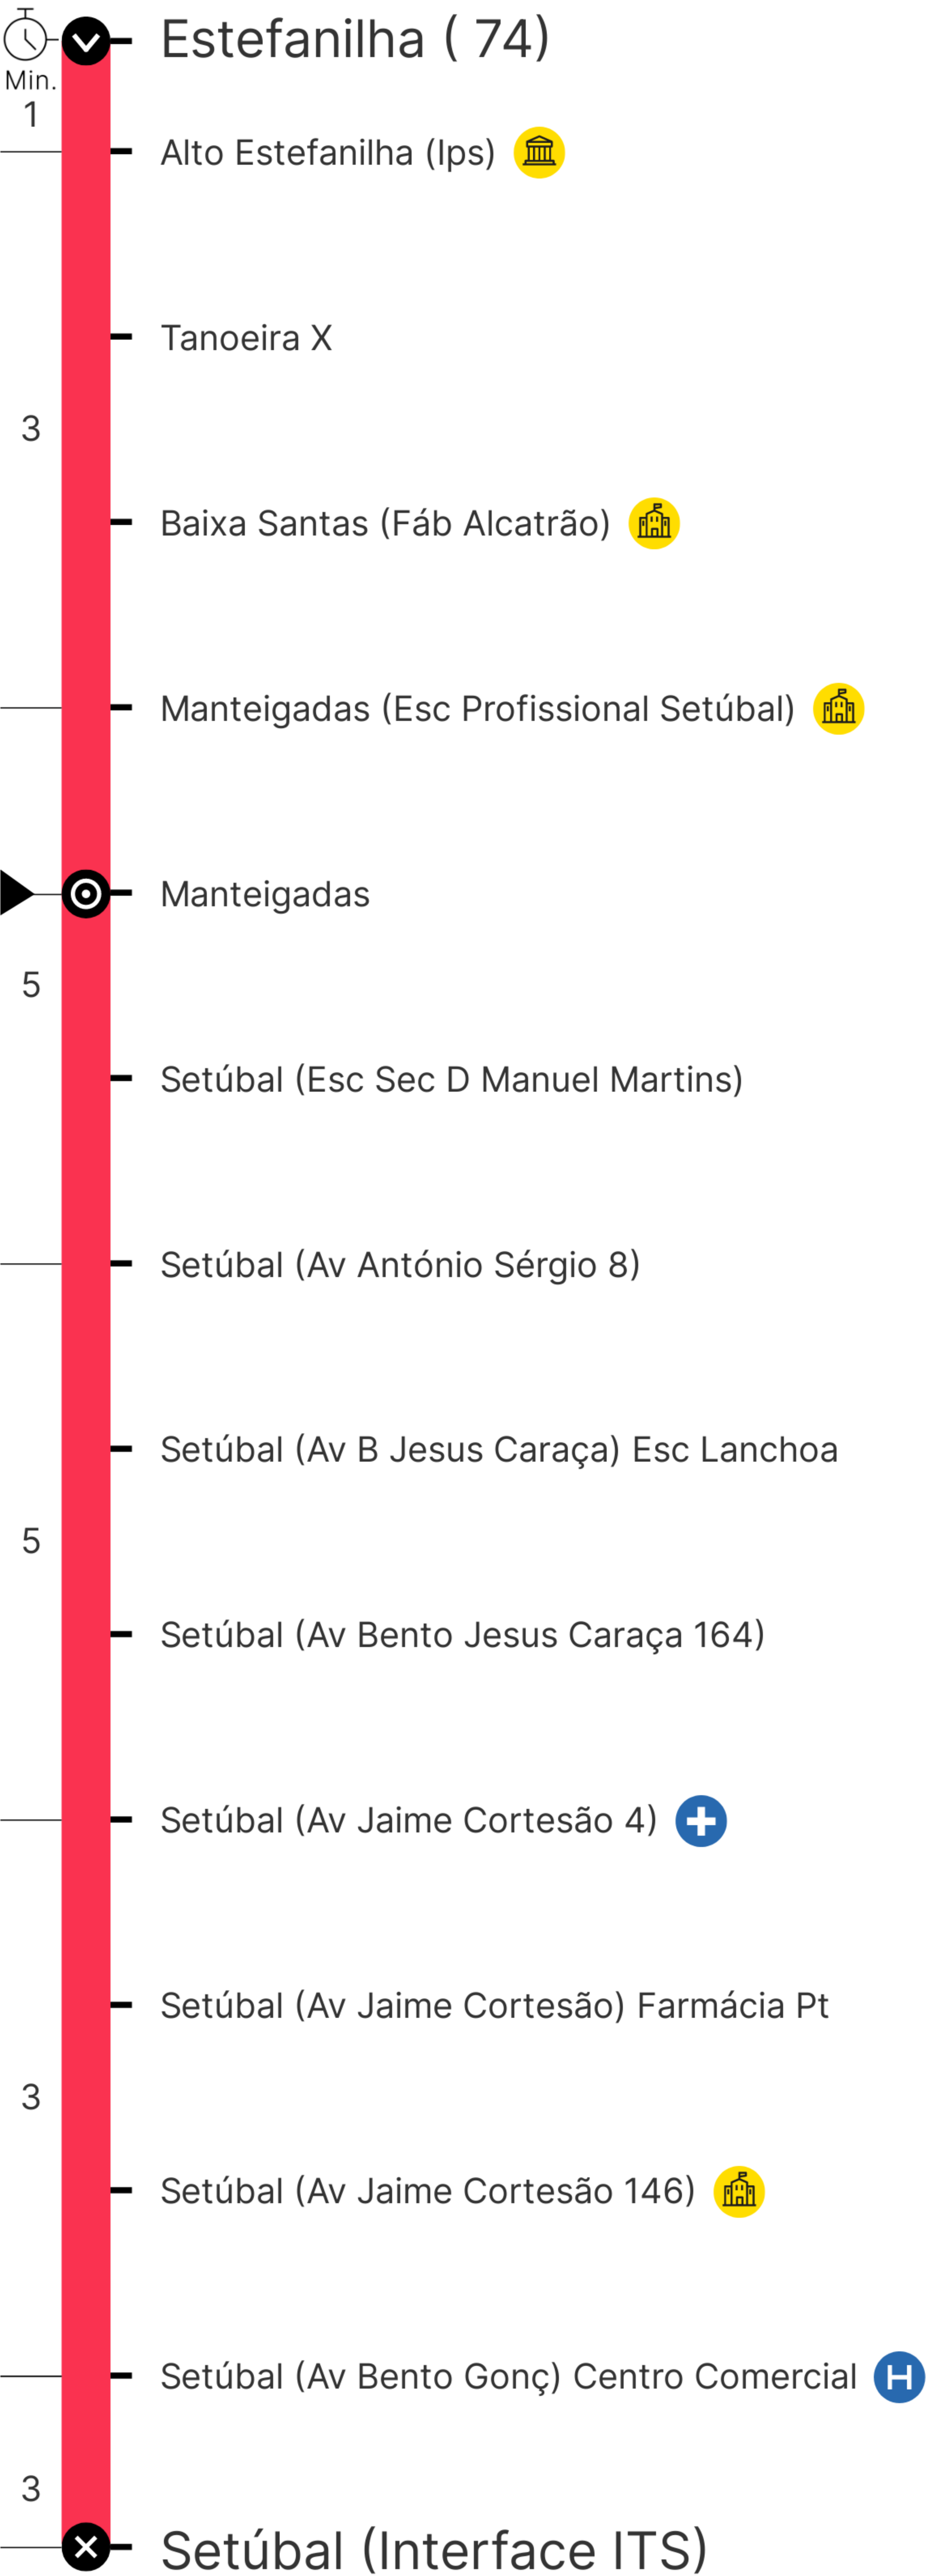 Estefanilha ( 74)
Min.
1
Alto Estefanilha (Ips)
Tanoeira X
3
Baixa Santas (Fáb Alcatrão)
Manteigadas (Esc Profissional Setúbal)
Manteigadas
5
Setúbal (Esc Sec D Manuel Martins)
Setúbal (Av António Sérgio 8)
Setúbal (Av B Jesus Caraça) Esc Lanchoa
5
Setúbal (Av Bento Jesus Caraça 164)
Setúbal (Av Jaime Cortesão 4)
Setúbal (Av Jaime Cortesão) Farmácia Pt
3
Setúbal (Av Jaime Cortesão 146)
Setúbal (Av Bento Gonç) Centro Comercial H
3
Setúbal (Interface ITS)